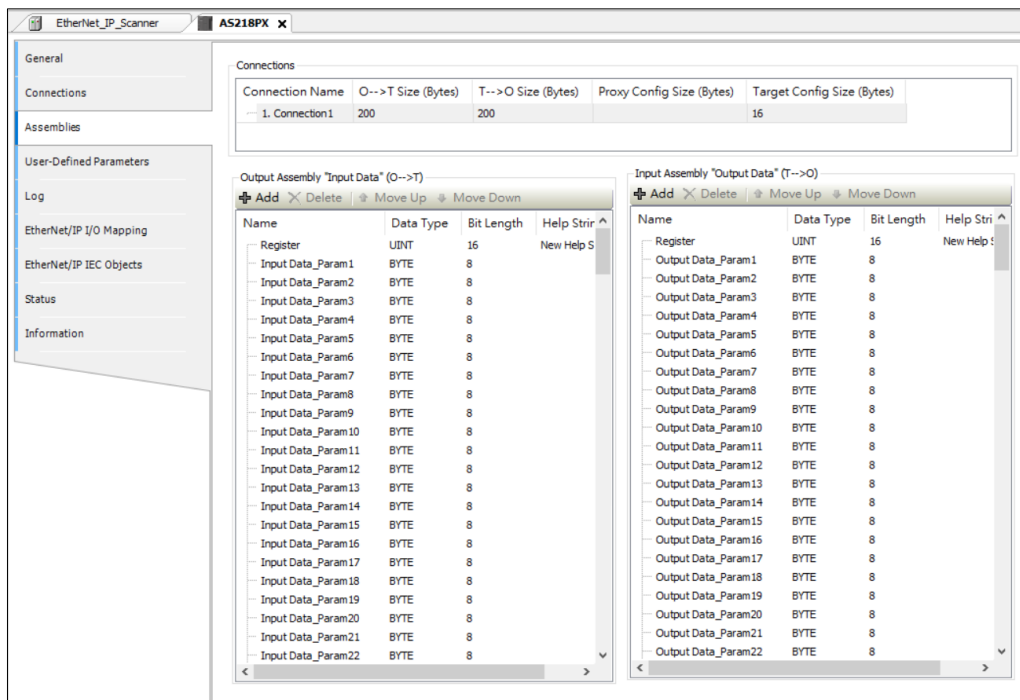 EtherNet_IP_Scanner AS218PX X
General
Connections
Assemblies
User-Defined Parameters
Log
EtherNet/IP I/O Mapping
EtherNet/IP IEC Objects
Status
Information
Connections
Connection Name O-->T Size (Bytes) T-->O Size (Bytes) Proxy Config Size (Bytes) Target Config Size (Bytes)
1. Connection1 200 200 16
Output Assembly "Input Data" (O-->T)
Add Delete Move Up Move Down
Name Data Type Bit Length Help Strir
Register UINT 16 New Help S
Input Data_Param1 BYTE 8
Input Data_Param2 BYTE 8
Input Data_Param3 BYTE 8
Input Data_Param4 BYTE 8
Input Data_Param5 BYTE 8
Input Data_Param6 BYTE 8
Input Data_Param7 BYTE 8
Input Data_Param8 BYTE 8
Input Data_Param9 BYTE 8
Input Data_Param10 BYTE 8
Input Data_Param11 BYTE 8
Input Data_Param12 BYTE 8
Input Data_Param13 BYTE 8
Input Data_Param14 BYTE 8
Input Data_Param15 BYTE 8
Input Data_Param16 BYTE 8
Input Data_Param17 BYTE 8
Input Data_Param18 BYTE 8
Input Data_Param19 BYTE 8
Input Data_Param20 BYTE 8
Input Data_Param21 BYTE 8
Input Data_Param22 BYTE 8
Input Assembly "Output Data" (T-->O)
Add Delete Move Up Move Down
Name Data Type Bit Length Help Stri
Register UINT 16 New Help S
Output Data_Param1 BYTE 8
Output Data_Param2 BYTE 8
Output Data_Param3 BYTE 8
Output Data_Param4 BYTE 8
Output Data_Param5 BYTE 8
Output Data_Param6 BYTE 8
Output Data_Param7 BYTE 8
Output Data_Param8 BYTE 8
Output Data_Param9 BYTE 8
Output Data_Param10 BYTE 8
Output Data_Param11 BYTE 8
Output Data_Param12 BYTE 8
Output Data_Param13 BYTE 8
Output Data_Param14 BYTE 8
Output Data_Param15 BYTE 8
Output Data_Param16 BYTE 8
Output Data_Param17 BYTE 8
Output Data_Param18 BYTE 8
Output Data_Param19 BYTE 8
Output Data_Param20 BYTE 8
Output Data_Param21 BYTE 8
Output Data_Param22 BYTE 8